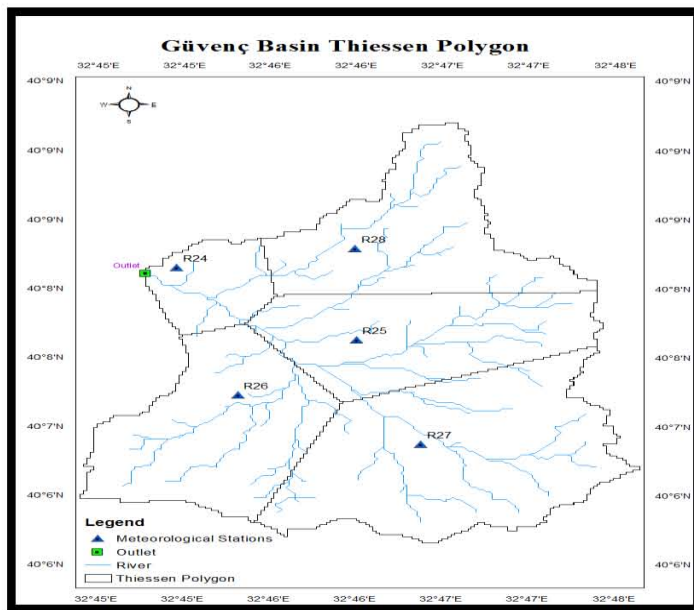 Güvenç Basin Thiessen Polygon
32°45'E 32°45'E 32°46'E 32°46'E 32°47'E 32°47'E 32°48'E
40°9'N 40°9'N
N
W E
S
40°9'N 40°9'N
40°9'N 40°9'N
R28
R24
Outlet
40°8'N 40°8'N
R25
40°8'N 40°8'N
R26
40°7'N 40°7'N
R27
40°6'N 40°6'N
Legend
Meteorological Stations
Outlet
River
Thiessen Polygon
40°6'N 40°6'N
32°45'E 32°45'E 32°46'E 32°46'E 32°47'E 32°47'E 32°48'E